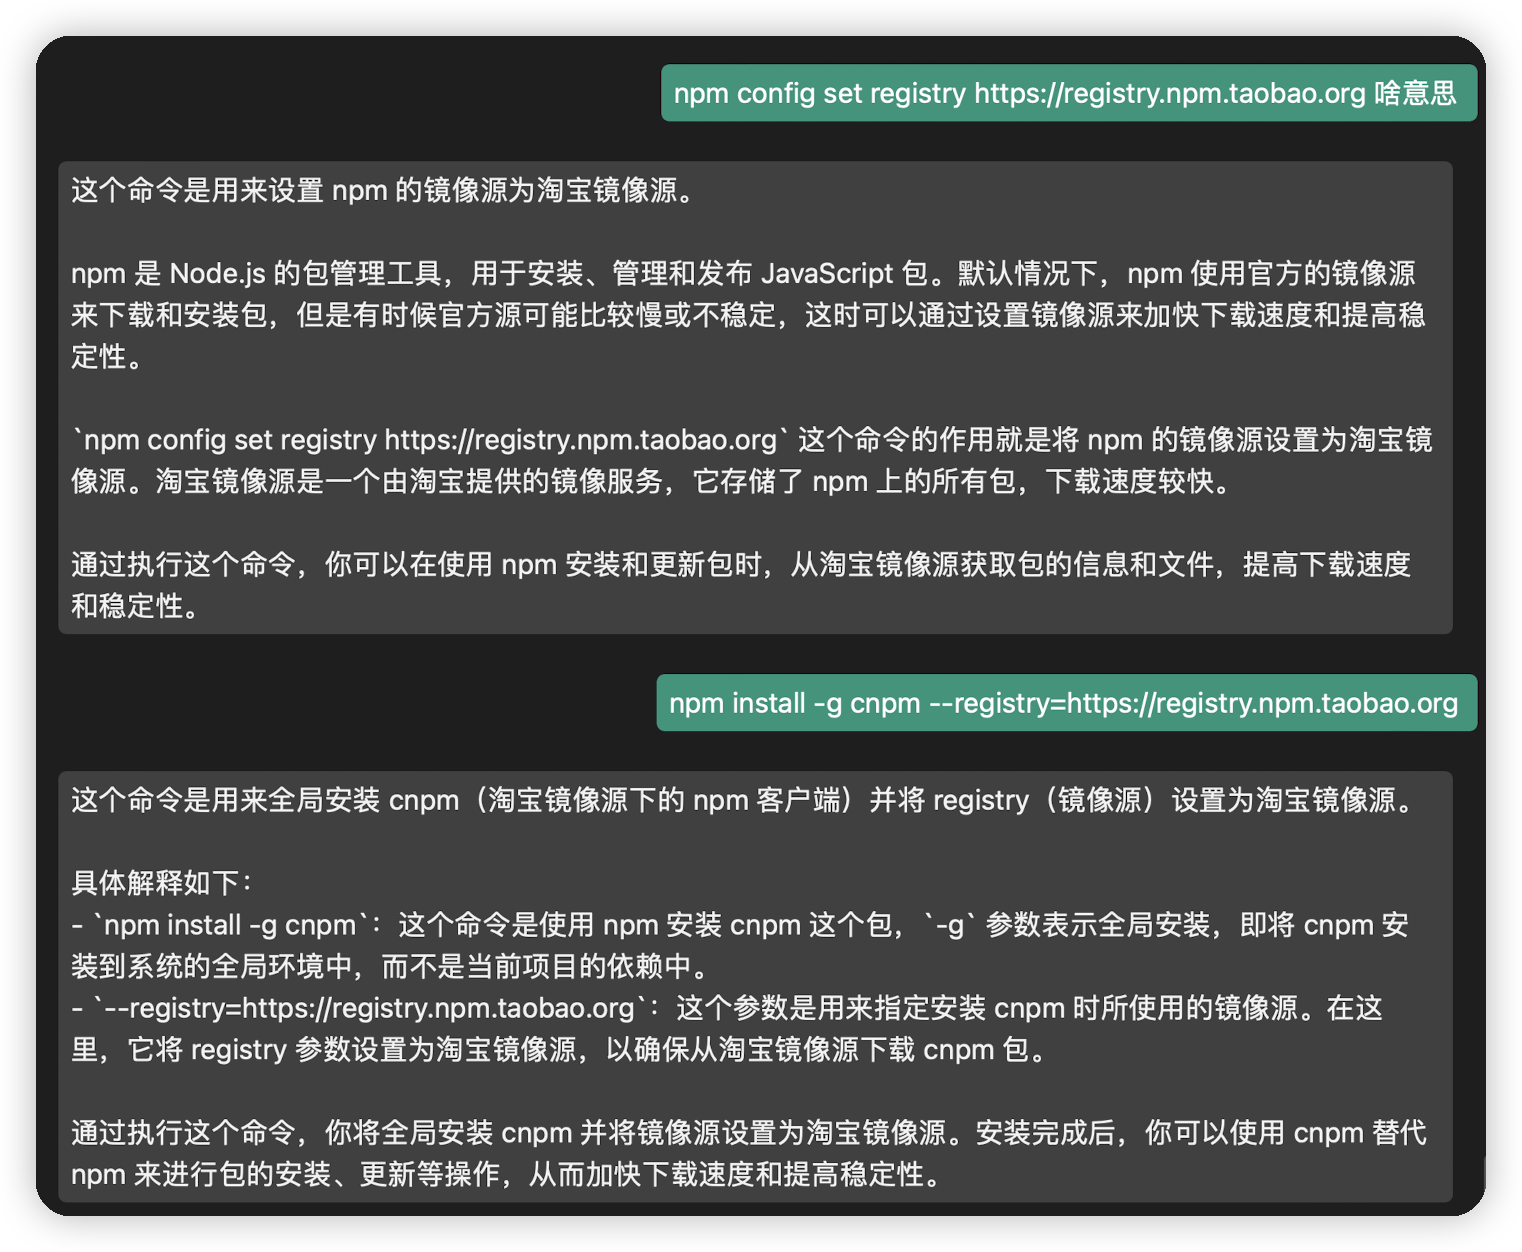 npm config set registry https://registry.npm.taobao.org 啥意思
这个命令是用来设置 npm 的镜像源为淘宝镜像源。
npm 是 Node.js 的包管理工具，用于安装、管理和发布 JavaScript 包。默认情况下，npm 使用官方的镜像源
来下载和安装包，但是有时候官方源可能比较慢或不稳定，这时可以通过设置镜像源来加快下载速度和提高稳
定性。
`npm config set registry https://registry.npm.taobao.org` 这个命令的作用就是将 npm 的镜像源设置为淘宝镜
像源。淘宝镜像源是一个由淘宝提供的镜像服务，它存储了 npm 上的所有包，下载速度较快。
通过执行这个命令，你可以在使用 npm 安装和更新包时，从淘宝镜像源获取包的信息和文件，提高下载速度
和稳定性。
npm install -g cnpm --registry=https://registry.npm.taobao.org
这个命令是用来全局安装 cnpm（淘宝镜像源下的 npm 客户端）并将 registry（镜像源）设置为淘宝镜像源。
具体解释如下：
- `npm install -g cnpm`：这个命令是使用 npm 安装 cnpm 这个包，`-g` 参数表示全局安装，即将 cnpm 安
装到系统的全局环境中，而不是当前项目的依赖中。
- `--registry=https://registry.npm.taobao.org`：这个参数是用来指定安装 cnpm 时所使用的镜像源。在这
里，它将 registry 参数设置为淘宝镜像源，以确保从淘宝镜像源下载 cnpm 包。
通过执行这个命令，你将全局安装 cnpm 并将镜像源设置为淘宝镜像源。安装完成后，你可以使用 cnpm 替代
npm 来进行包的安装、更新等操作，从而加快下载速度和提高稳定性。